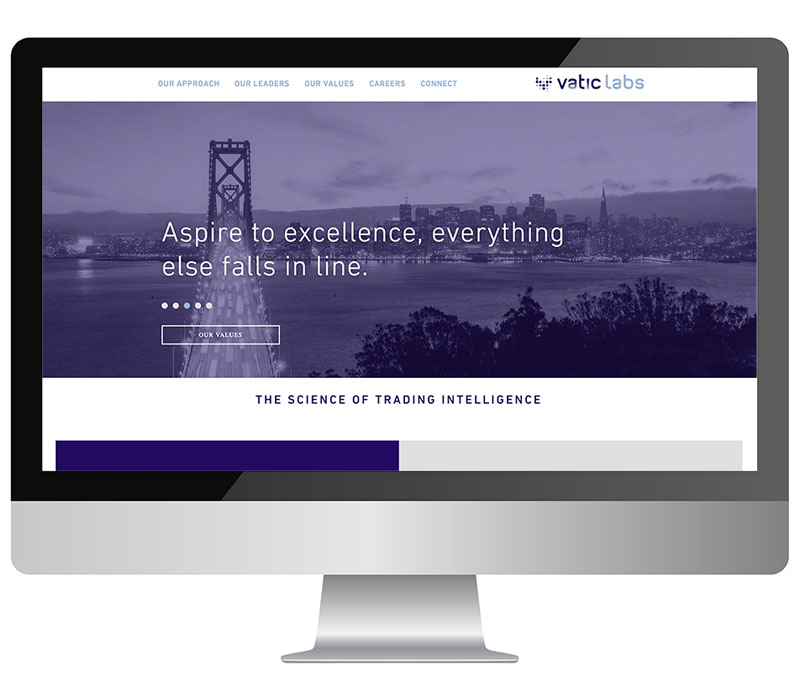 OUR APPROACH OUR LEADERS OUR VALUES CAREERS CONNECT
vatic labs
Aspire to excellence, everything
else falls in line.
OUR VALUES
THE SCIENCE OF TRADING INTELLIGENCE